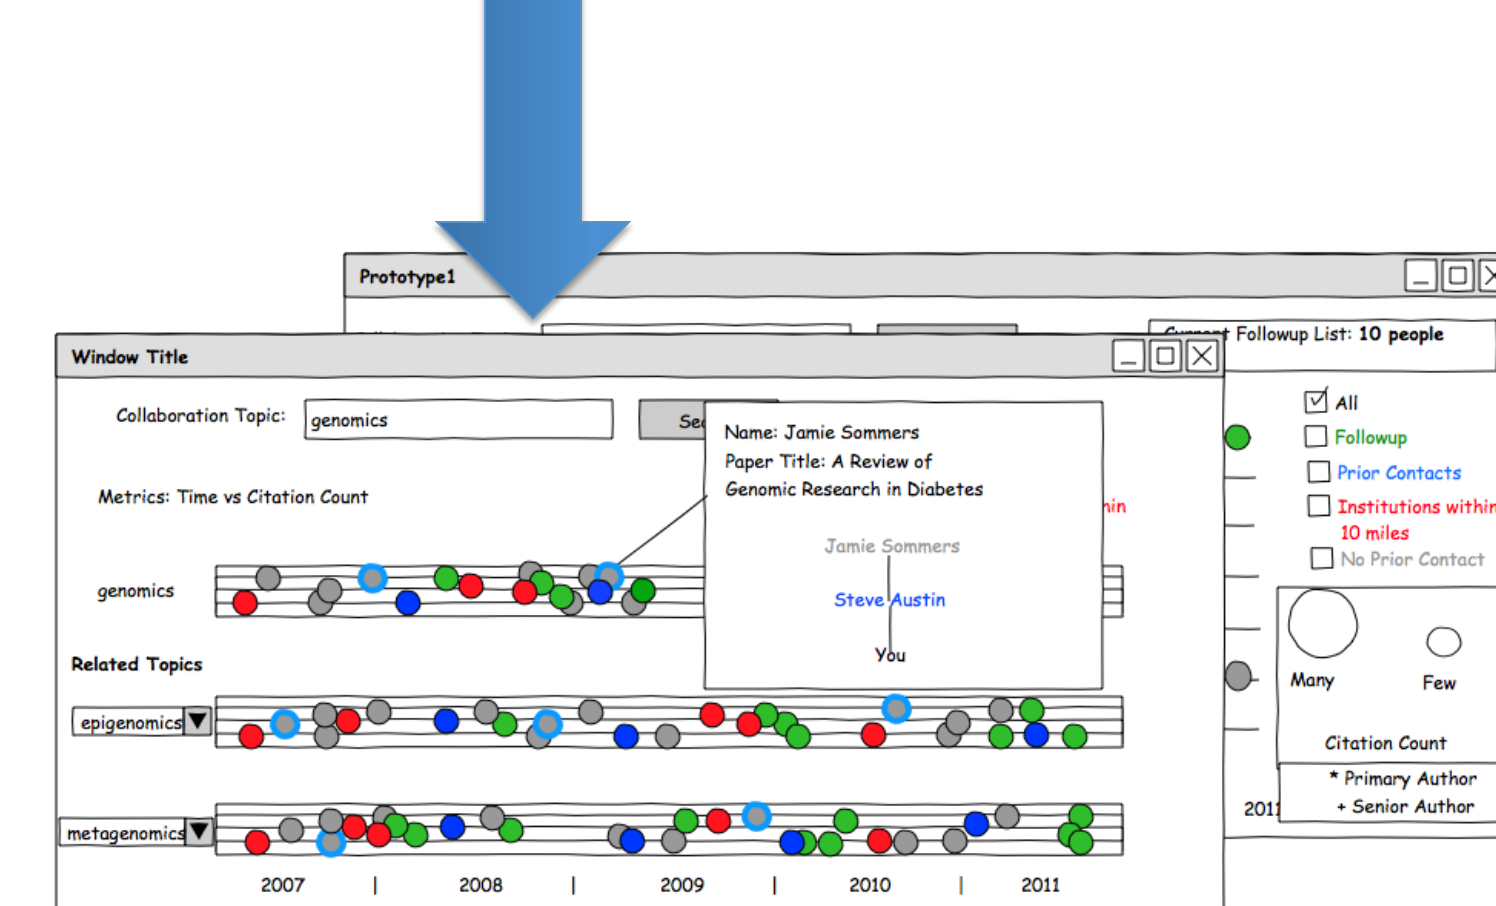 Prototype1
Current Followup List: 10 people
Window Title
All
Collaboration Topic:
genomics
Name: Jamie Sommers
Followup
Paper Title: A Review of
Prior Contacts
Metrics: Time vs Citation Count
Genomic Research in Diabetes
Institutions within
10 miles
Jamie Sommers
No Prior Contact
genomics
Steve Austin
Related Topics
You
Many
Few
epigenomics
Citation Count
* Primary Author
metagenomics
2011
+ Senior Author
2007 | 2008 | 2009 | 2010 | 2011